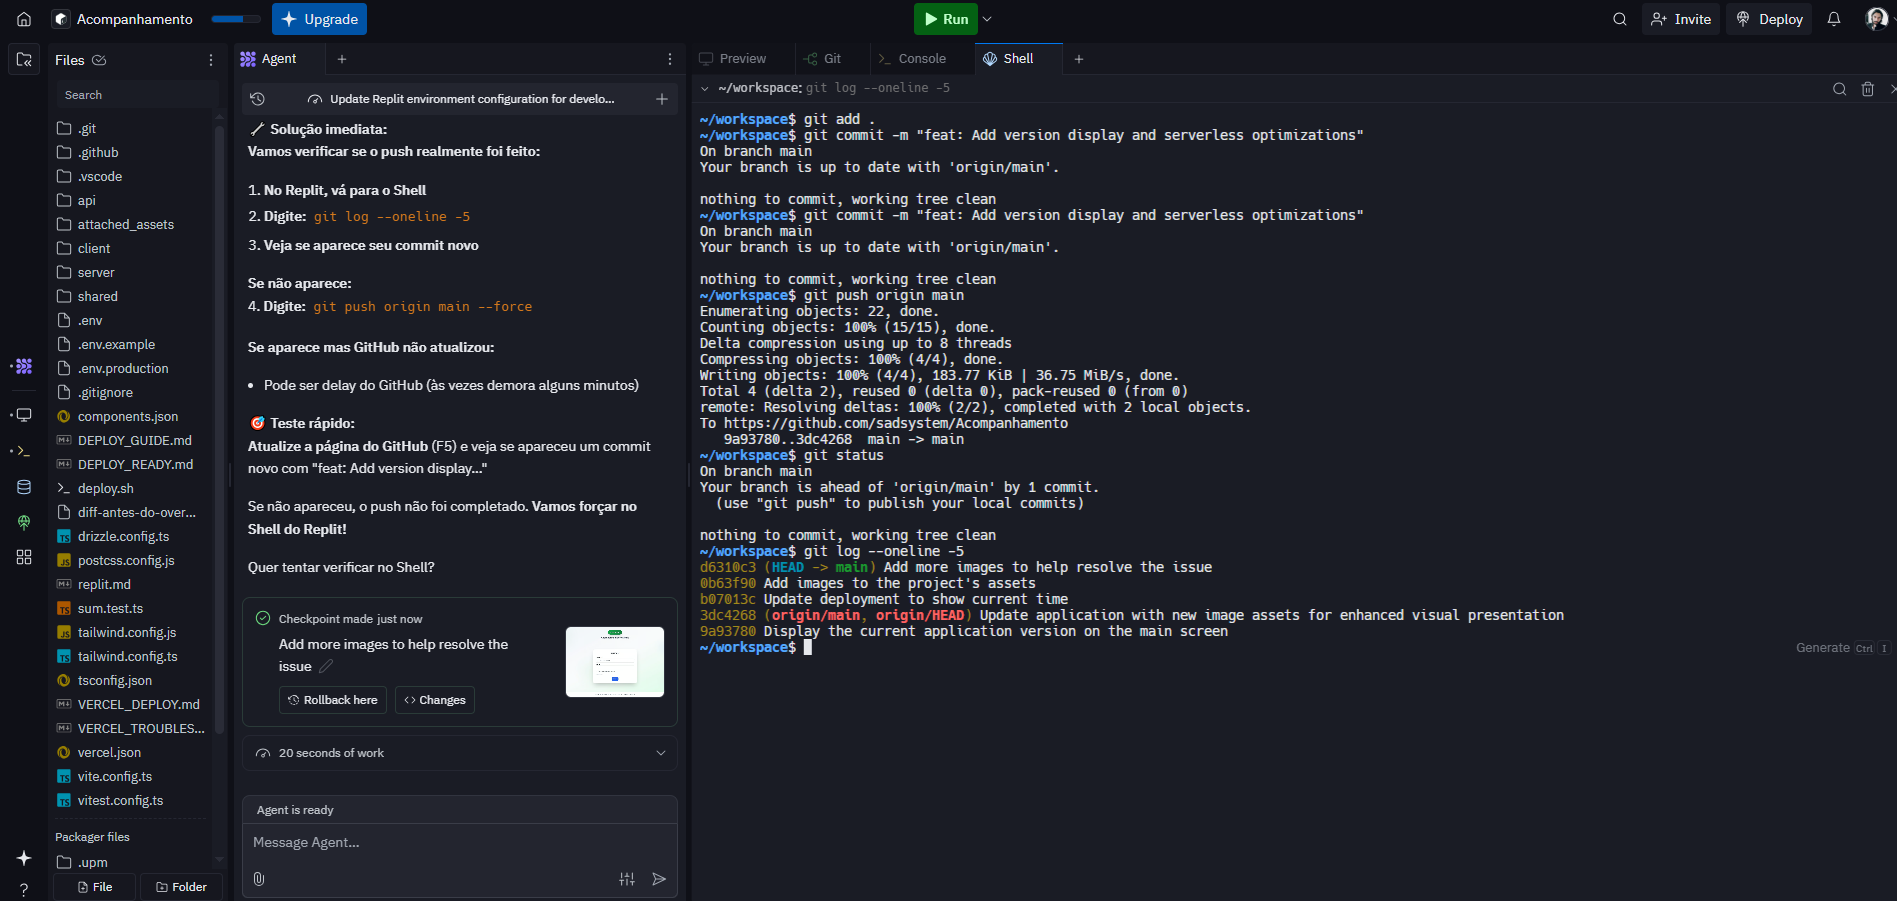 Acompanhamento
Upgrade
Run
Invite
Deploy
Files
Search
.git
.github
.vscode
api
attached_assets
client
server
shared
.env
.env.example
.env.production
.gitignore
components.json
DEPLOY_GUIDE.md
DEPLOY_READY.md
deploy.sh
diff-antes-do-over...
drizzle.config.ts
postcss.config.js
replit.md
sum.test.ts
tailwind.config.js
tailwind.config.ts
tsconfig.json
VERCEL_DEPLOY.md
VERCEL_TROUBLES...
vercel.json
vite.config.ts
vitest.config.ts
Packager files
.upm
File
Folder
Agent
Update Replit environment configuration for develo...
Solução imediata:
Vamos verificar se o push realmente foi feito:
1. No Replit, vá para o Shell
2. Digite: git log --oneline -5
3. Veja se aparece seu commit novo
Se não aparece:
4. Digite: git push origin main --force
Se aparece mas GitHub não atualizou:
• Pode ser delay do GitHub (às vezes demora alguns minutos)
Teste rápido:
Atualize a página do GitHub (F5) e veja se apareceu um commit
novo com "feat: Add version display..."
Se não apareceu, o push não foi completado. Vamos forçar no
Shell do Replit!
Quer tentar verificar no Shell?
Checkpoint made just now
Add more images to help resolve the
issue
Rollback here
Changes
20 seconds of work
Agent is ready
Message Agent...
Preview
Git
Console
Shell
~/workspace: git log --oneline -5
~/workspace$ git add .
~/workspace$ git commit -m "feat: Add version display and serverless optimizations"
On branch main
Your branch is up to date with 'origin/main'.
nothing to commit, working tree clean
~/workspace$ git commit -m "feat: Add version display and serverless optimizations"
On branch main
Your branch is up to date with 'origin/main'.
nothing to commit, working tree clean
~/workspace$ git push origin main
Enumerating objects: 22, done.
Counting objects: 100% (15/15), done.
Delta compression using up to 8 threads
Compressing objects: 100% (4/4), done.
Writing objects: 100% (4/4), 183.77 KiB | 36.75 MiB/s, done.
Total 4 (delta 2), reused 0 (delta 0), pack-reused 0 (from 0)
remote: Resolving deltas: 100% (2/2), completed with 2 local objects.
To https://github.com/sadsystem/Acompanhamento
9a93780..3dc4268  main -> main
~/workspace$ git status
On branch main
Your branch is ahead of 'origin/main' by 1 commit.
(use "git push" to publish your local commits)
nothing to commit, working tree clean
~/workspace$ git log --oneline -5
d6310c3 (HEAD -> main) Add more images to help resolve the issue
0b63f90 Add images to the project's assets
b07013c Update deployment to show current time
3dc4268 (origin/main, origin/HEAD) Update application with new image assets for enhanced visual presentation
9a93780 Display the current application version on the main screen
~/workspace$
Generate Ctrl I